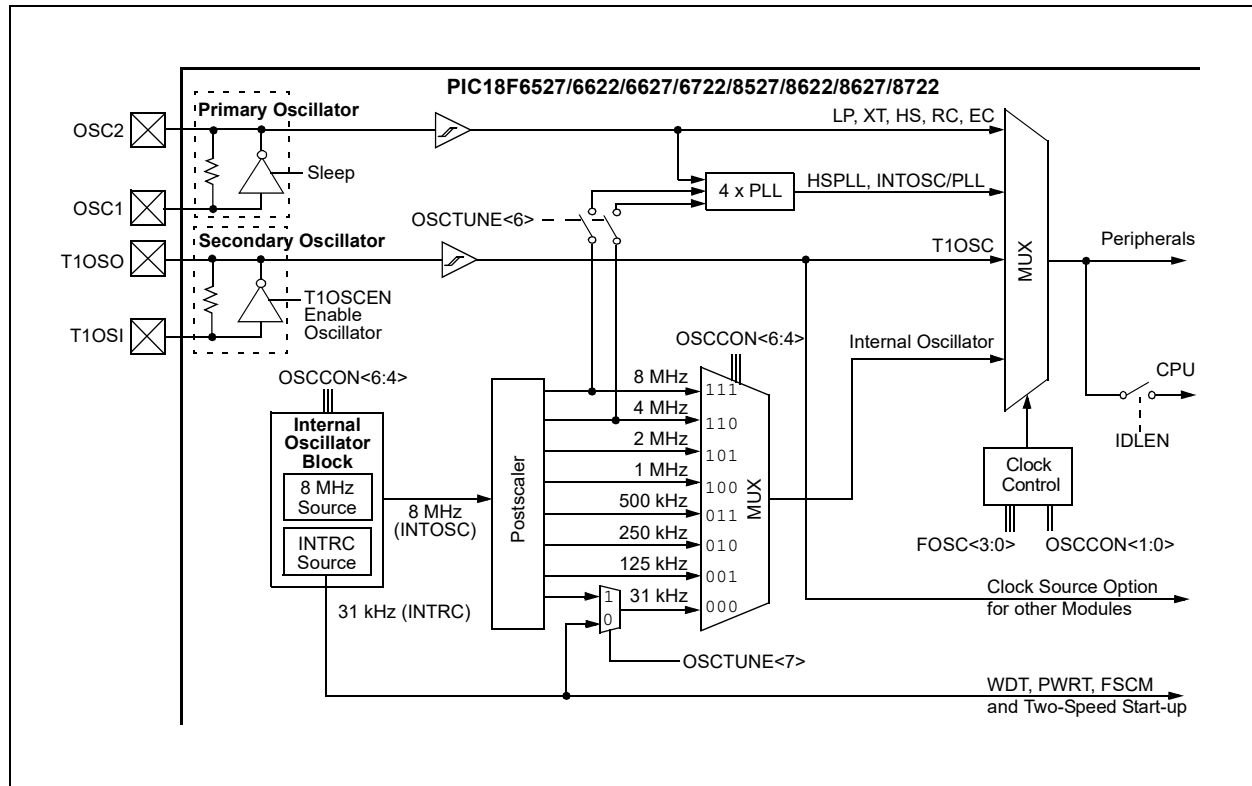 PIC18F6527/6622/6627/6722/8527/8622/8627/8722
Primary Oscillator
OSC2
LP, XT, HS, RC, EC
Sleep
4 x PLL
HSPLL, INTOSC/PLL
OSC1
OSCTUNE<6>
Secondary Oscillator
T1OSO
T1OSC
MUX
Peripherals
T1OSCEN
Enable
Oscillator
T1OSI
OSCCON<6:4>
Internal Oscillator
OSCCON<6:4>
CPU
IDLEN
Internal
Oscillator
Block
8 MHz
Source
INTRC
Source
8 MHz
(INTOSC)
31 kHz (INTRC)
Postscaler
8 MHz
111
4 MHz
110
2 MHz
101
1 MHz
100
500 kHz
011
250 kHz
010
125 kHz
001
1
0
31 kHz
000
MUX
Clock
Control
FOSC<3:0>
OSCCON<1:0>
Clock Source Option
for other Modules
OSCTUNE<7>
WDT, PWRT, FSCM
and Two-Speed Start-up